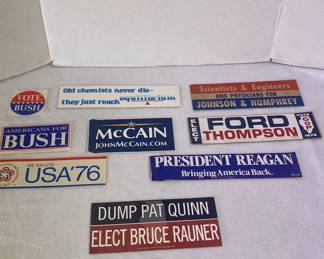 VOTE
BUSH
Old chemists never die-
they just reach equilibrium
Scientists & Engineers
AND PHYSICIANS FOR
JOHNSON & HUMPHREY
AMERICANS FOR
BUSH
McCAIN
JOHNMCCAIN.COM
ELECT
FORD
THOMPSON
WE SALUTE
USA'76
PRESIDENT REAGAN
Bringing America Back.
DUMP PAT QUINN
ELECT BRUCE RAUNER